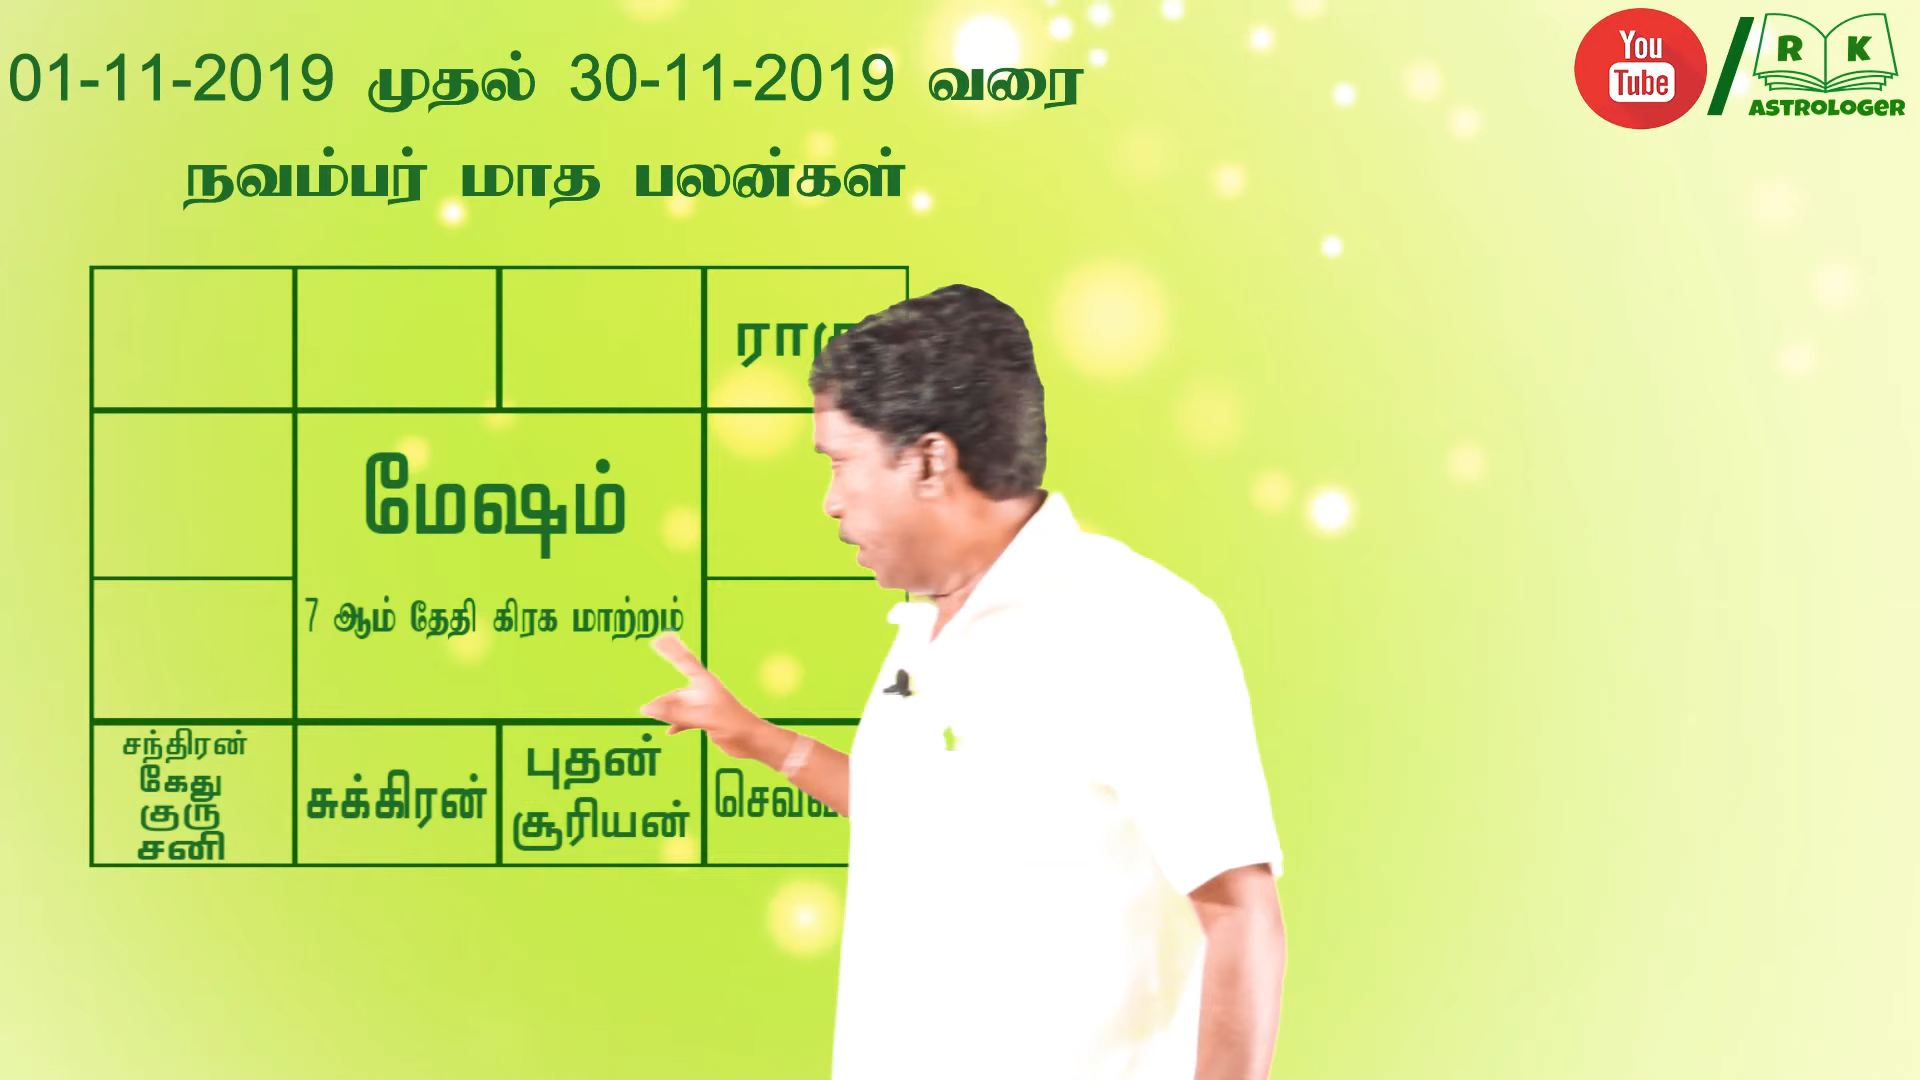 01-11-2019 முதல் 30-11-2019 வரை
நவம்பர் மாத பலன்கள்
You
Tube
/
R K
ASTROLOGER
மேஷம்
7 ஆம் தேதி கிரக மாற்றம்
சந்திரன்
கேது
குரு
சனி
சுக்கிரன்
புதன்
சூரியன்